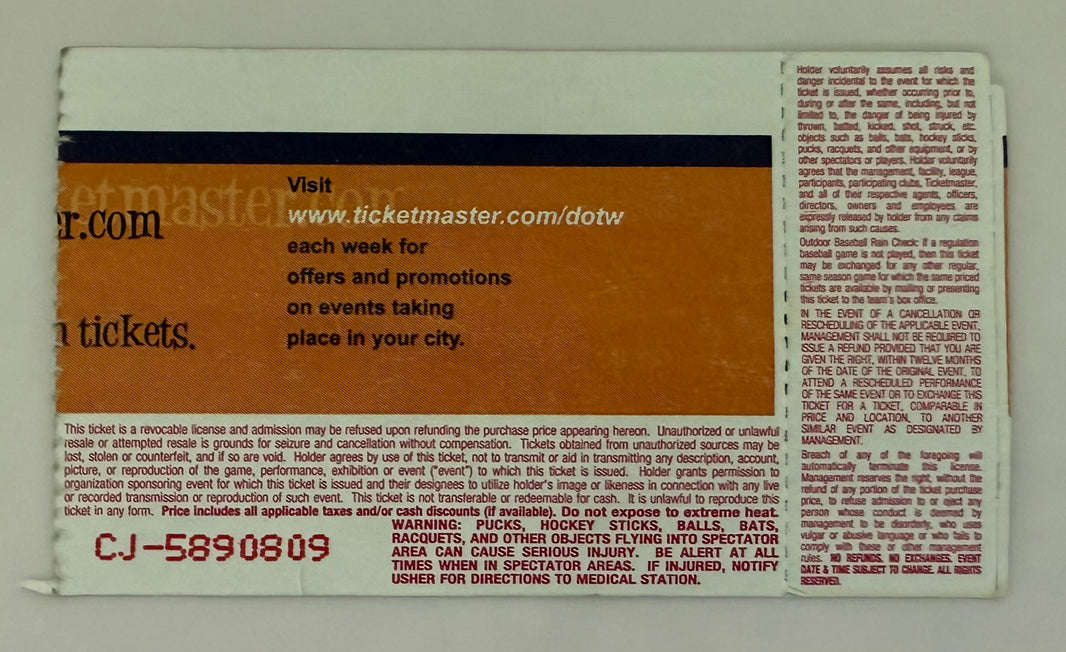 ketmaster.com
er.com
n tickets.
Visit
www.ticketmaster.com/dotw
each week for
offers and promotions
on events taking
place in your city.
This ticket is a revocable license and admission may be refused upon refunding the purchase price appearing hereon. Unauthorized or unlawful
resale or attempted resale is grounds for seizure and cancellation without compensation. Tickets obtained from unauthorized sources may be
lost, stolen or counterfeit, and if so are void. Holder agrees by use of this ticket, not to transmit or aid in transmitting any description, account,
picture, or reproduction of the game, performance, exhibition or event ("event") to which this ticket is issued. Holder grants permission to
organization sponsoring event for which this ticket is issued and their designees to utilize holder's image or likeness in connection with any live
or recorded transmission or reproduction of such event. This ticket is not transferable or redeemable for cash. It is unlawful to reproduce this
ticket in any form. Price includes all applicable taxes and/or cash discounts (if available). Do not expose to extreme heat.
CJ-5890809
WARNING: PUCKS, HOCKEY STICKS, BALLS, BATS,
RACQUETS, AND OTHER OBJECTS FLYING INTO SPECTATOR
AREA CAN CAUSE SERIOUS INJURY. BE ALERT AT ALL
TIMES WHEN IN SPECTATOR AREAS. IF INJURED, NOTIFY
USHER FOR DIRECTIONS TO MEDICAL STATION.
Holder voluntarily assumes all risks and
danger incidental to the event for which the
ticket is issued, whether occurring prior to,
during or after the same, including, but not
limited to, the danger of being injured by
thrown, batted, kicked, shot, struck, etc.
objects such as balls, bats, hockey sticks,
pucks, racquets, and other equipment, or by
other spectators or players. Holder voluntarily
agrees that the management, facility, league,
participants, participating clubs, Ticketmaster,
and all of their respective agents, officers,
directors, owners and employees are
expressly released by holder from any claims
arising from such causes.
Outdoor Baseball Rain Check: If a regulation
baseball game is not played, then this ticket
may be exchanged for any other regular,
same season game for which the same priced
tickets are available by mailing or presenting
this ticket to the team's box office.
IN THE EVENT OF A CANCELLATION OR
RESCHEDULING OF THE APPLICABLE EVENT,
MANAGEMENT SHALL NOT BE REQUIRED TO
ISSUE A REFUND PROVIDED THAT YOU ARE
GIVEN THE RIGHT, WITHIN TWELVE MONTHS
OF THE DATE OF THE ORIGINAL EVENT, TO
ATTEND A RESCHEDULED PERFORMANCE
OF THE SAME EVENT OR TO EXCHANGE THIS
TICKET FOR A TICKET, COMPARABLE IN
PRICE AND LOCATION, TO ANOTHER
SIMILAR EVENT AS DESIGNATED BY
MANAGEMENT.
Breach of any of the foregoing will
automatically terminate this license.
Management reserves the right, without the
refund of any portion of the ticket purchase
price, to refuse admission to or eject any
person whose conduct is deemed by
management to be disorderly, who uses
vulgar or abusive language or who fails to
comply with these or other management
rules. NO REFUNDS. NO EXCHANGES. EVENT
DATE & TIME SUBJECT TO CHANGE. ALL RIGHTS
RESERVED.